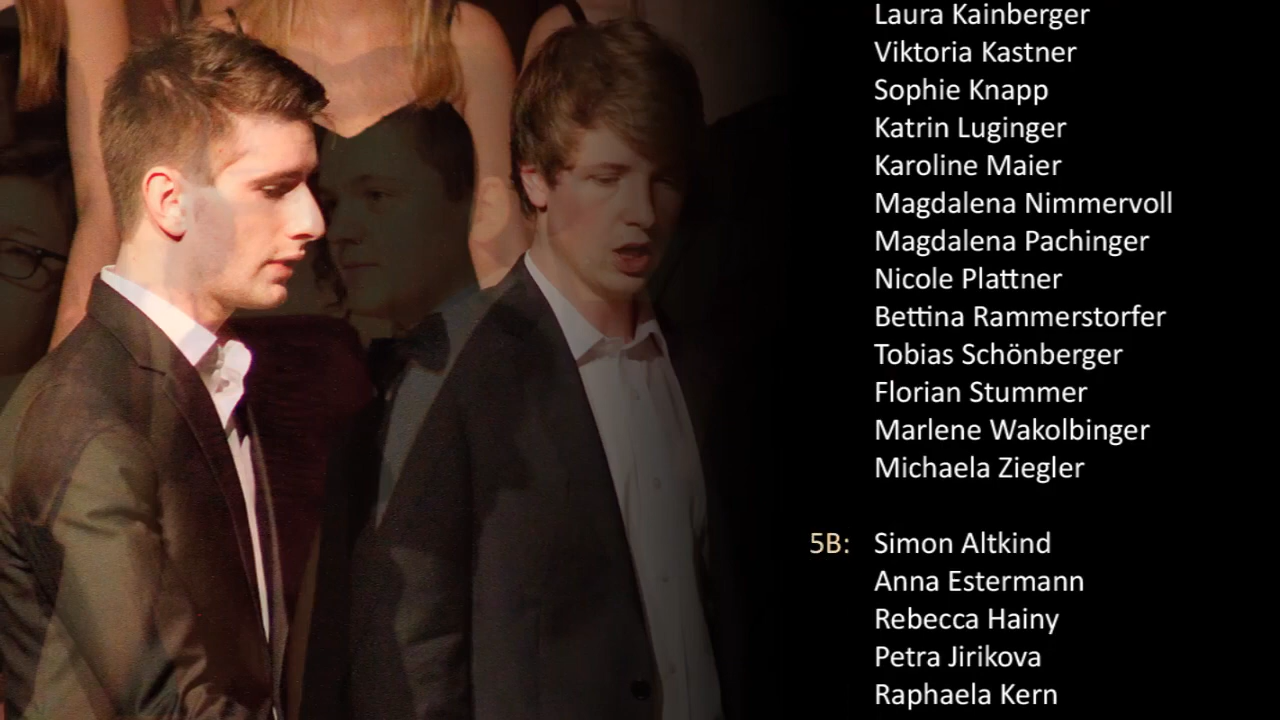 Laura Kainberger
Viktoria Kastner
Sophie Knapp
Katrin Luginger
Karoline Maier
Magdalena Nimmervoll
Magdalena Pachinger
Nicole Plattner
Bettina Rammerstorfer
Tobias Schönberger
Florian Stummer
Marlene Wakolbinger
Michaela Ziegler
5B: Simon Altkind
Anna Estermann
Rebecca Hainy
Petra Jirikova
Raphaela Kern